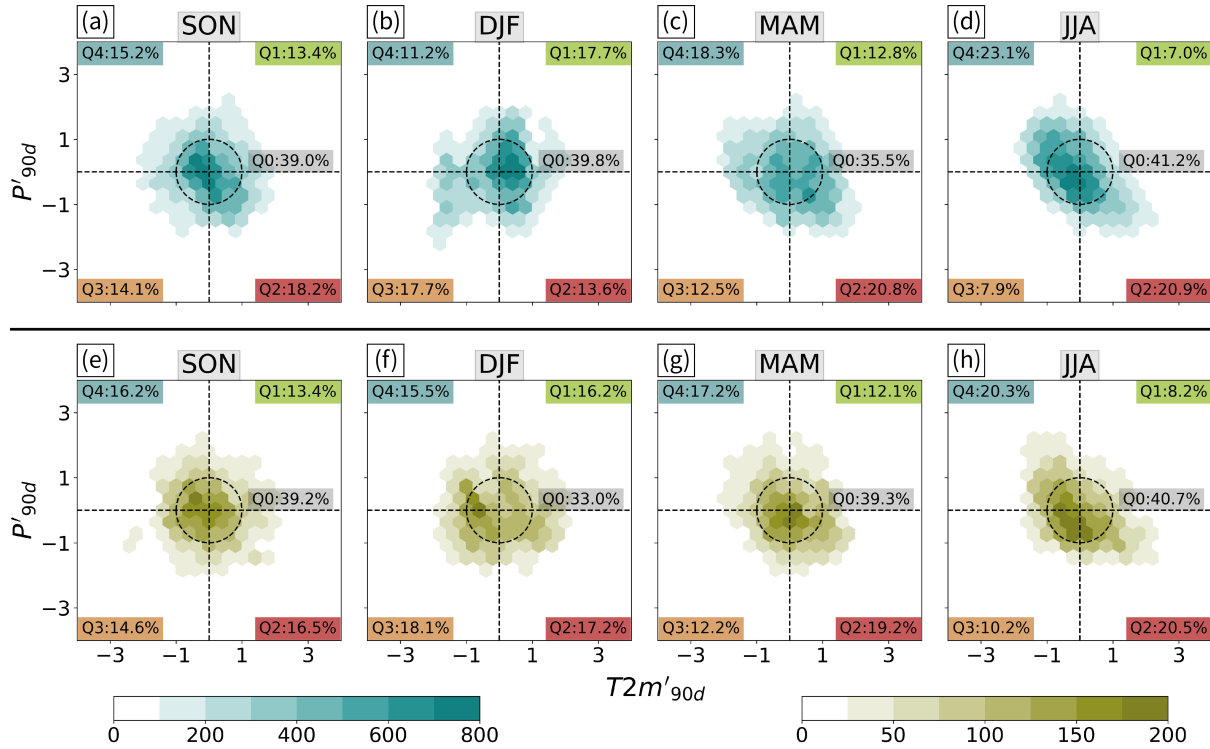 (a) SON (b) DJF (c) MAM (d) JJA
Q4:15.2% Q1:13.4% Q4:11.2% Q1:17.7% Q4:18.3% Q1:12.8% Q4:23.1% Q1:7.0%
3
1
Q0:39.0% Q0:39.8% Q0:35.5% Q0:41.2%
P′90d
−1
−3
Q3:14.1% Q2:18.2% Q3:17.7% Q2:13.6% Q3:12.5% Q2:20.8% Q3:7.9% Q2:20.9%
(e) SON (f) DJF (g) MAM (h) JJA
Q4:16.2% Q1:13.4% Q4:15.5% Q1:16.2% Q4:17.2% Q1:12.1% Q4:20.3% Q1:8.2%
3
1
Q0:39.2% Q0:33.0% Q0:39.3% Q0:40.7%
P′90d
−1
−3
Q3:14.6% Q2:16.5% Q3:18.1% Q2:17.2% Q3:12.2% Q2:19.2% Q3:10.2% Q2:20.5%
−3 −1 1 3 −3 −1 1 3 −3 −1 1 3 −3 −1 1 3
T2m′90d
0 200 400 600 800 0 50 100 150 200